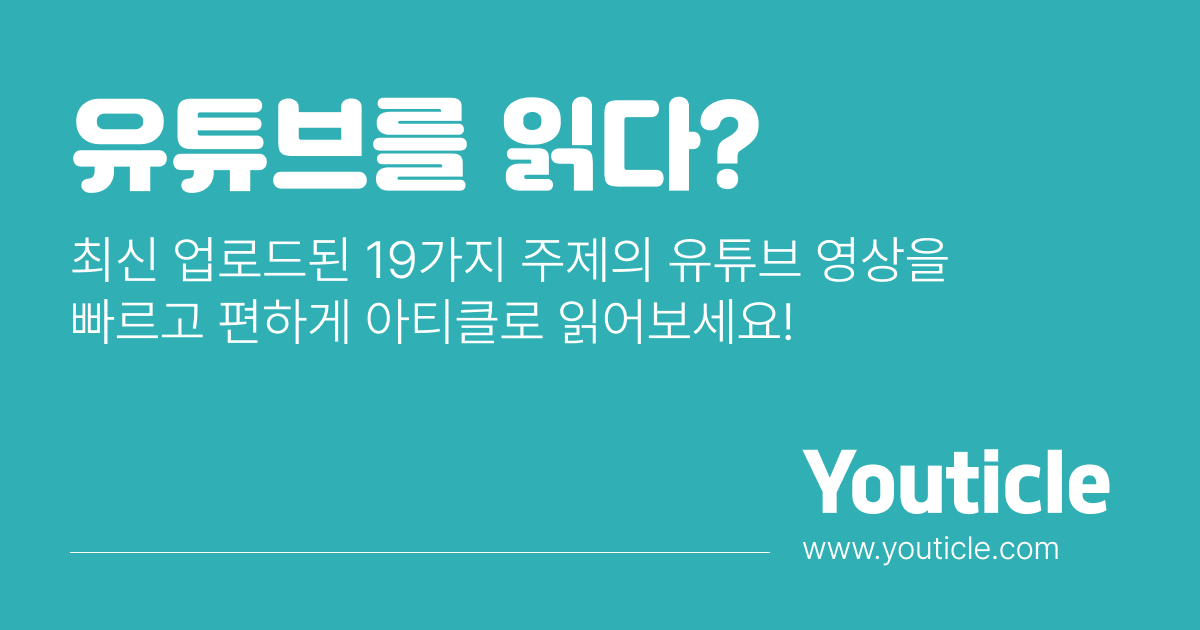 유튜브를 읽다?
최신 업로드된 19가지 주제의 유튜브 영상을
빠르고 편하게 아티클로 읽어보세요!
Youticle
www.youticle.com